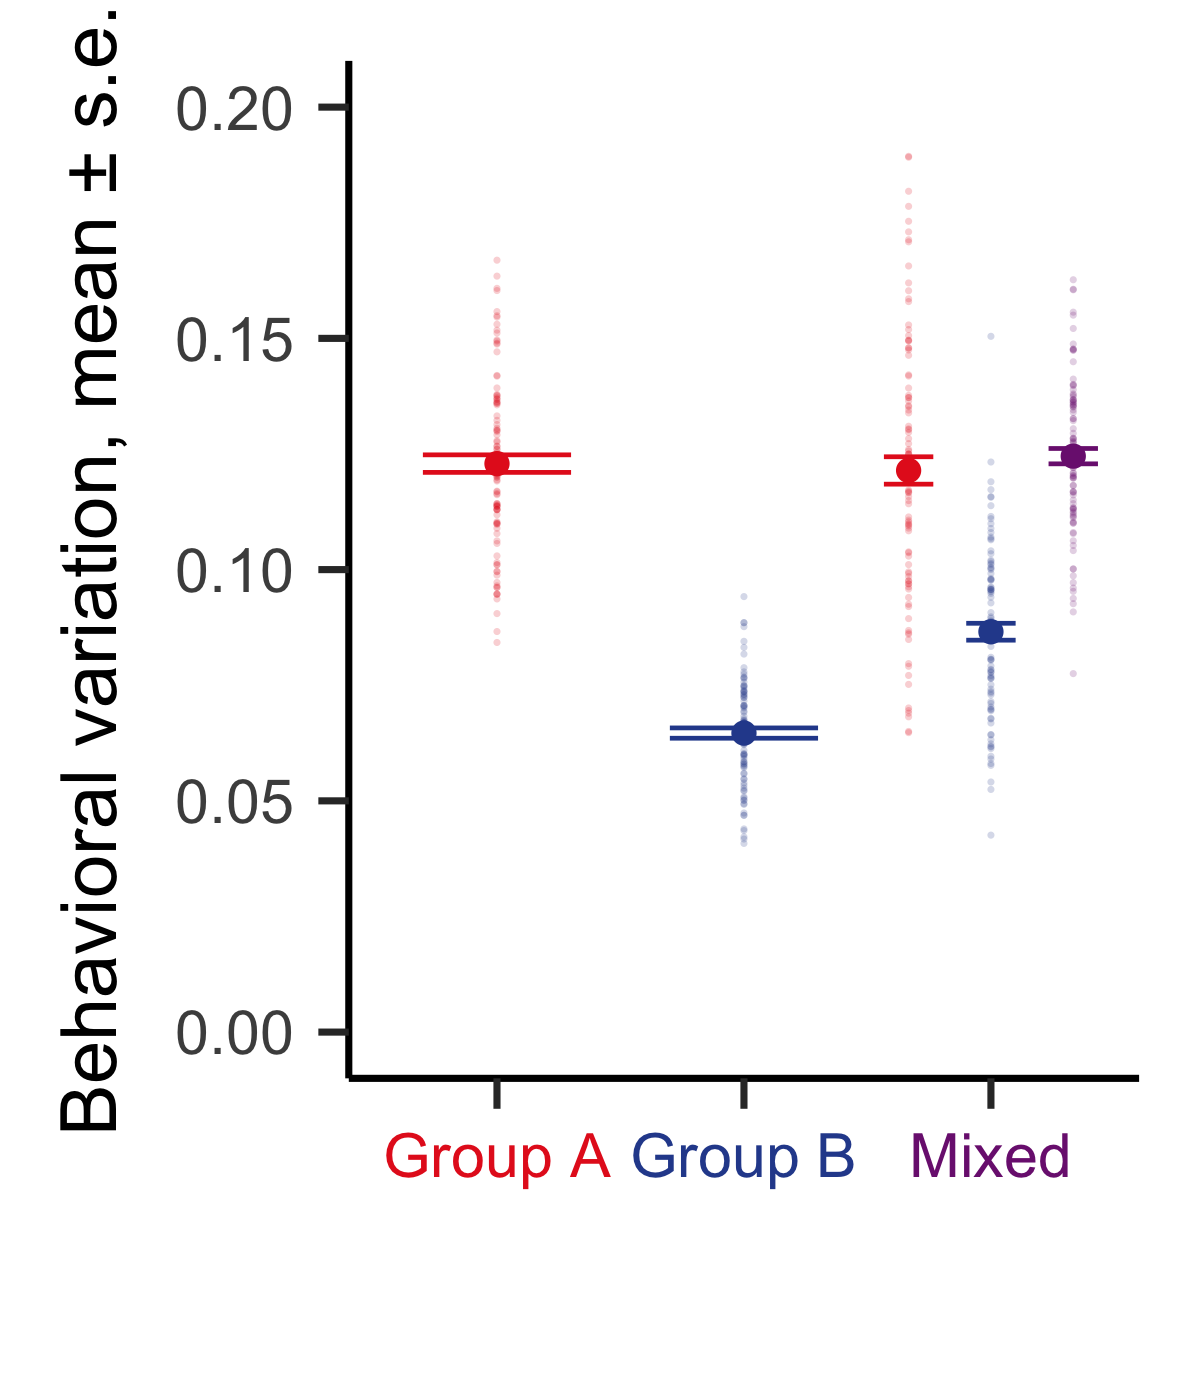 Behavioral variation, mean ± s.e.
0.20
0.15
0.10
0.05
0.00
Group A
Group B
Mixed